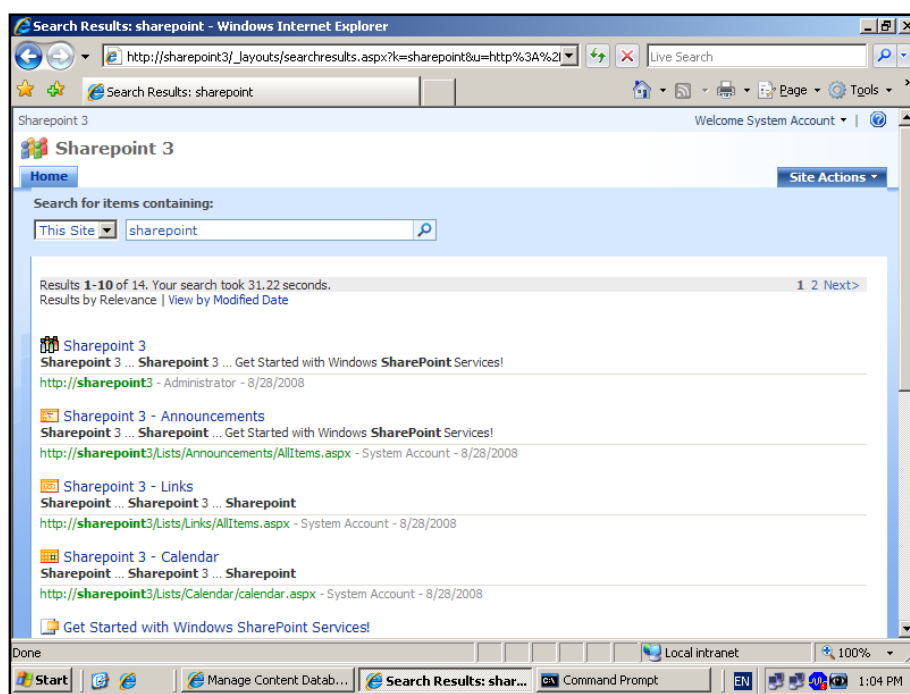 Search Results: sharepoint - Windows Internet Explorer
http://sharepoint3/_layouts/searchresults.aspx?k=sharepoint&u=http%3A%2
Live Search
Search Results: sharepoint
Page
Tools
Sharepoint 3
Welcome System Account
Sharepoint 3
Home
Site Actions
Search for items containing:
This Site
sharepoint
Results 1-10 of 14. Your search took 31.22 seconds.
1 2 Next>
Results by Relevance | View by Modified Date
Sharepoint 3
Sharepoint 3 ... Sharepoint 3 ... Get Started with Windows SharePoint Services!
http://sharepoint3 - Administrator - 8/28/2008
Sharepoint 3 - Announcements
Sharepoint 3 ... Sharepoint ... Get Started with Windows SharePoint Services!
http://sharepoint3/Lists/Announcements/AllItems.aspx - System Account - 8/28/2008
Sharepoint 3 - Links
Sharepoint ... Sharepoint 3 ... Sharepoint
http://sharepoint3/Lists/Links/AllItems.aspx - System Account - 8/28/2008
Sharepoint 3 - Calendar
Sharepoint ... Sharepoint 3 ... Sharepoint
http://sharepoint3/Lists/Calendar/calendar.aspx - System Account - 8/28/2008
Get Started with Windows SharePoint Services!
Done
Local intranet
100%
Start
Manage Content Datab...
Search Results: shar...
Command Prompt
EN
1:04 PM